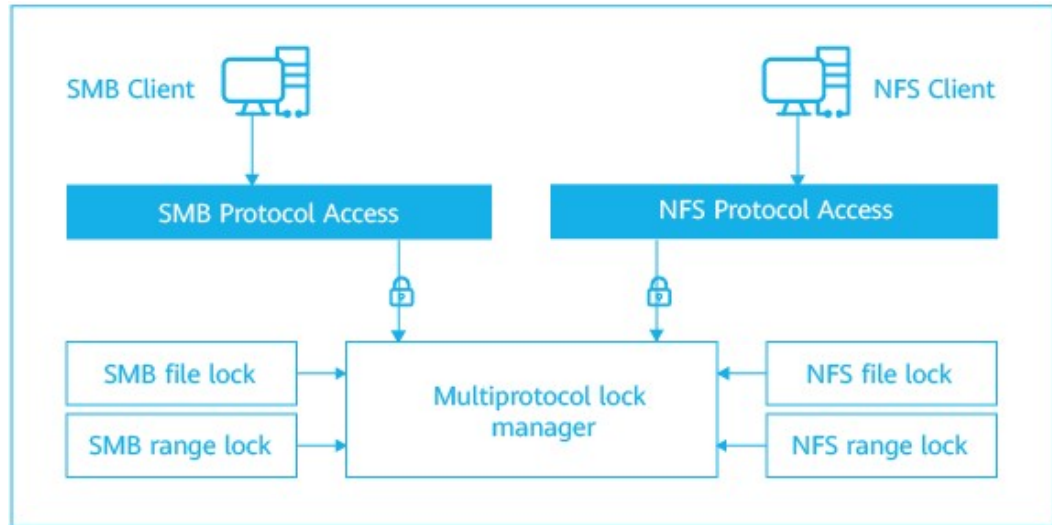 SMB Client
NFS Client
SMB Protocol Access
NFS Protocol Access
SMB file lock
SMB range lock
Multiprotocol lock
manager
NFS file lock
NFS range lock